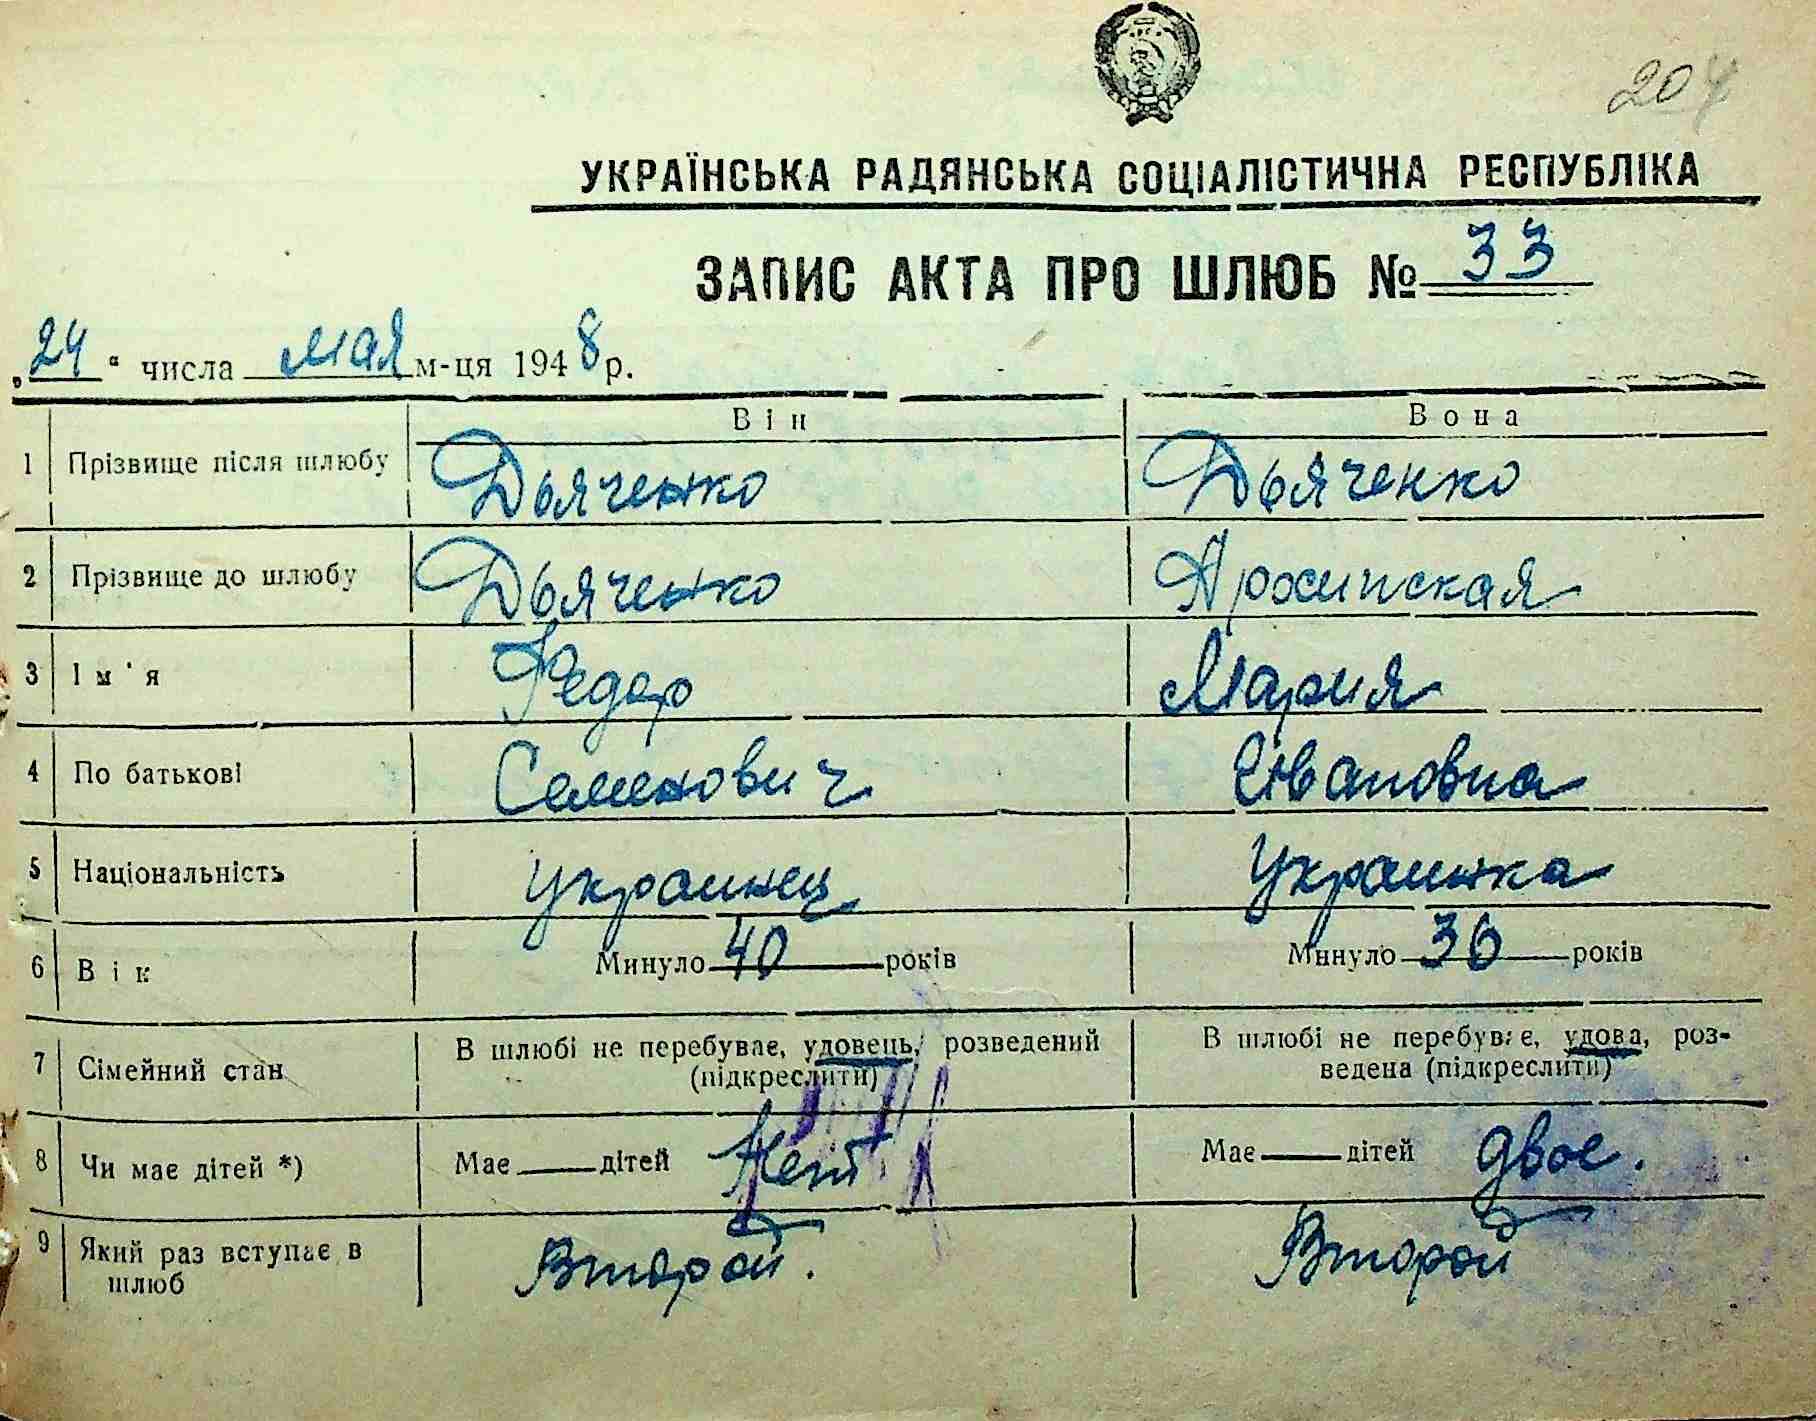 204
УКРАЇНСЬКА РАДЯНСЬКА СОЦІАЛІСТИЧНА РЕСПУБЛІКА
ЗАПИС АКТА ПРО ШЛЮБ № 33
„24" числа мая м-ця 1948 р.
Він Вона
1 Прізвище після шлюбу Дьяченко Дьяченко
2 Прізвище до шлюбу Дьяченко Архипская
3 Ім'я Федор Мария
4 По батькові Семенович Ивановна
5 Національність Украинец Украинка
6 Вік Минуло 40 років Минуло 36 років
7 Сімейний стан В шлюбі не перебуває, удовець, розведений (підкреслити) В шлюбі не перебуває, удова, роз-
ведена (підкреслити)
8 Чи має дітей *) Має дітей Нет Має дітей двое.
9 Який раз вступає в шлюб Второй. Второй